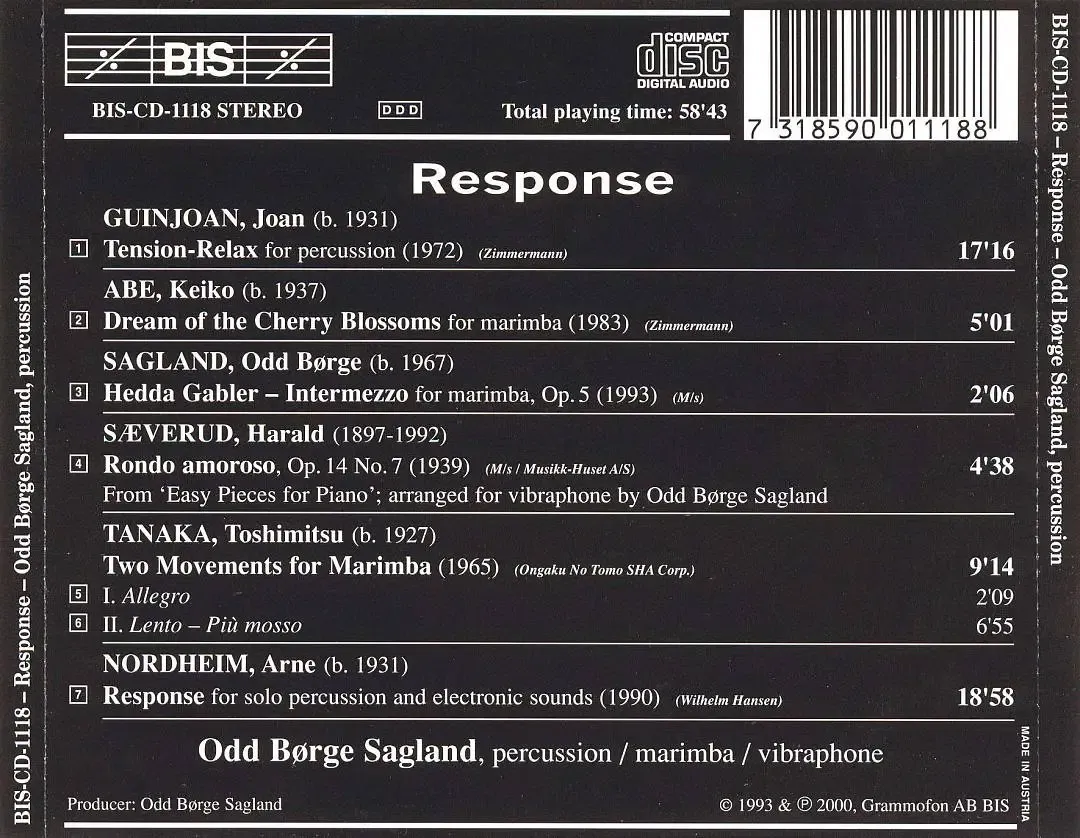 BIS
BIS-CD-1118 STEREO
DDD
COMPACT
disc
DIGITAL AUDIO
Total playing time: 58'43
7 318590 011188
Response
GUINJOAN, Joan (b. 1931)
1 Tension-Relax for percussion (1972) (Zimmermann) 17'16
ABE, Keiko (b. 1937)
2 Dream of the Cherry Blossoms for marimba (1983) (Zimmermann) 5'01
SAGLAND, Odd Børge (b. 1967)
3 Hedda Gabler – Intermezzo for marimba, Op. 5 (1993) (M/s) 2'06
SÆVERUD, Harald (1897-1992)
4 Rondo amoroso, Op. 14 No. 7 (1939) (M/s / Musikk-Huset A/S) 4'38
From ‘Easy Pieces for Piano’; arranged for vibraphone by Odd Børge Sagland
TANAKA, Toshimitsu (b. 1927)
Two Movements for Marimba (1965) (Ongaku No Tomo SHA Corp.) 9'14
5 I. Allegro 2'09
6 II. Lento – Più mosso 6'55
NORDHEIM, Arne (b. 1931)
7 Response for solo percussion and electronic sounds (1990) (Wilhelm Hansen) 18'58
Odd Børge Sagland, percussion / marimba / vibraphone
Producer: Odd Børge Sagland
© 1993 & ℗ 2000, Grammofon AB BIS
MADE IN AUSTRIA
BIS-CD-1118 – Response – Odd Børge Sagland, percussion
BIS-CD-1118 – Response – Odd Børge Sagland, percussion